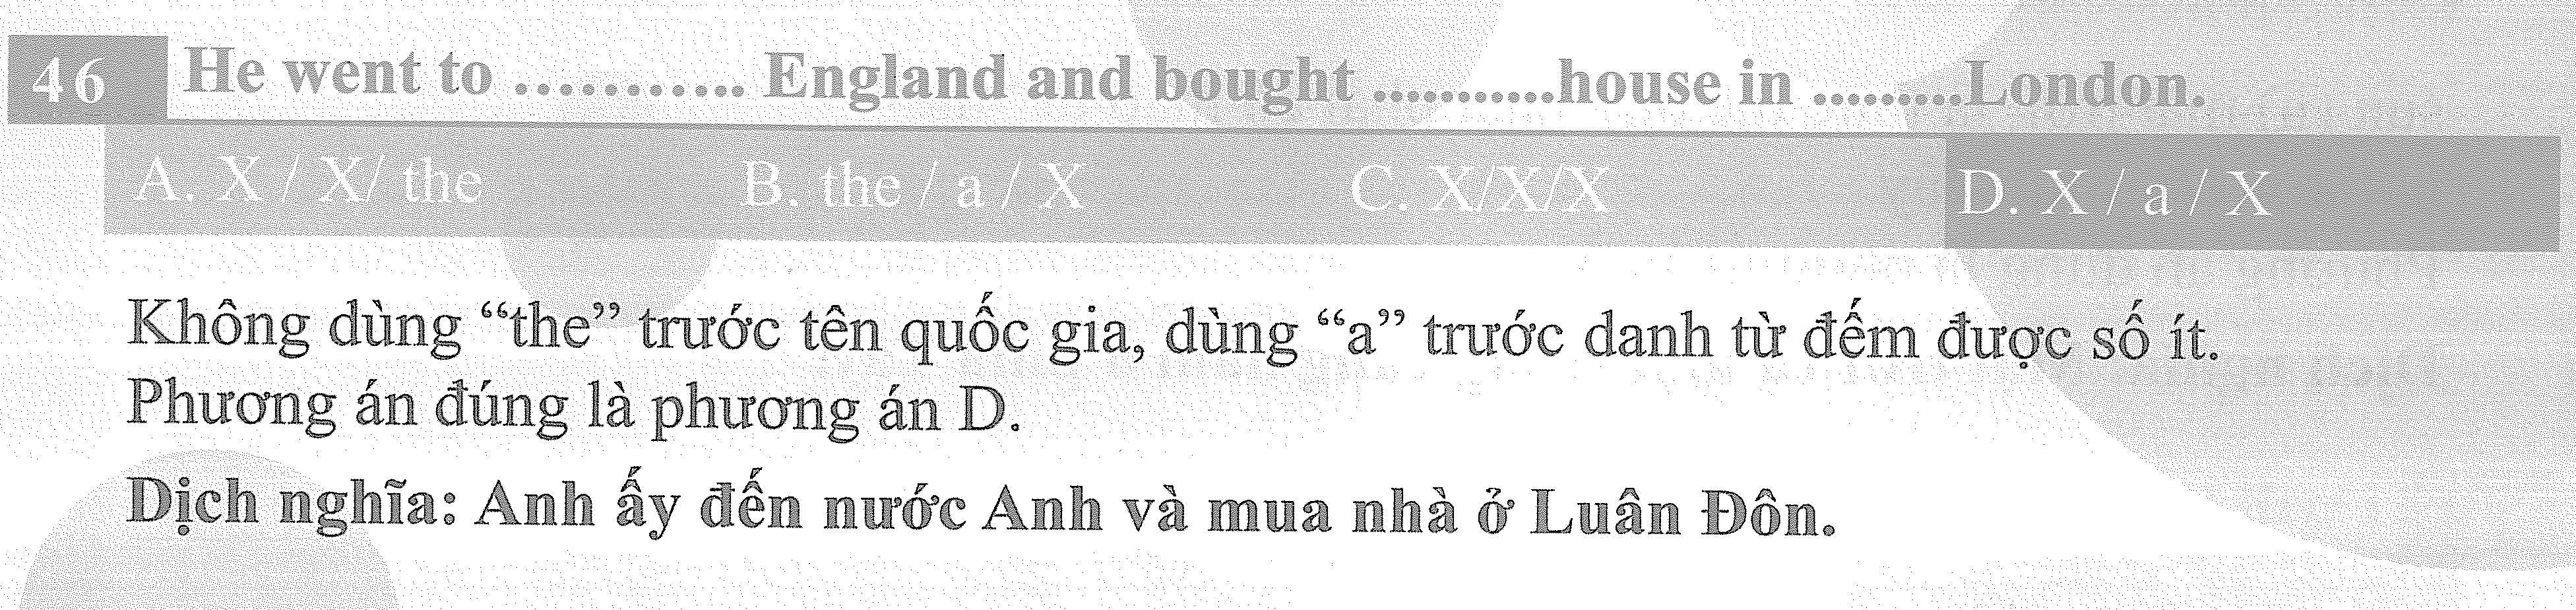 46 He went to ........... England and bought ...........house in .........London.
A. X / X/ the B. the / a / X C. X/X/X D. X / a / X
Không dùng “the” trước tên quốc gia, dùng “a” trước danh từ đếm được số ít.
Phương án đúng là phương án D.
Dịch nghĩa: Anh ấy đến nước Anh và mua nhà ở Luân Đôn.